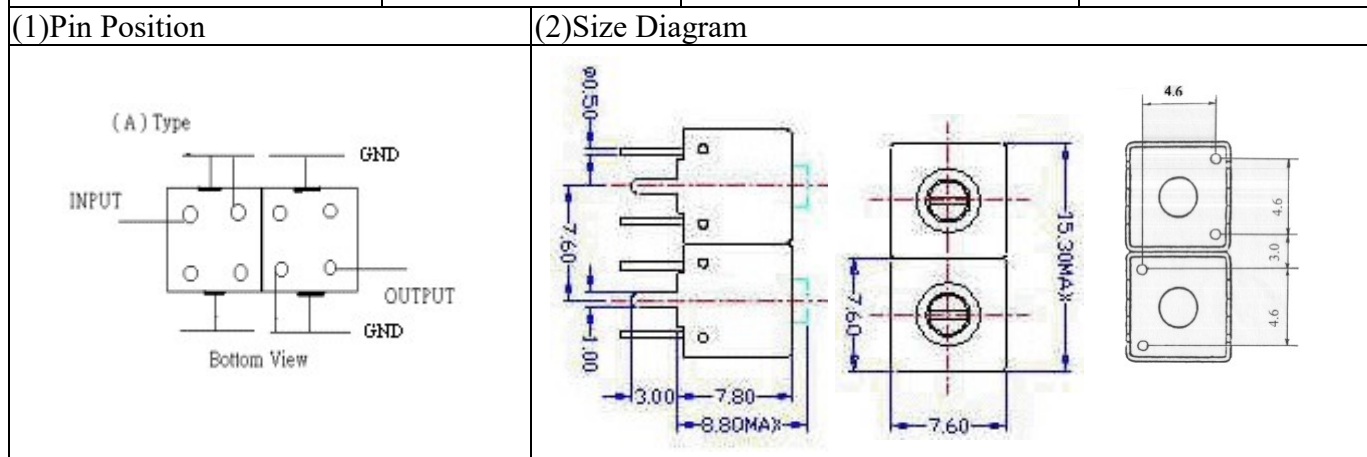 (1)Pin Position
(2)Size Diagram
(A)Type
GND
INPUT
OUTPUT
GND
Bottom View
φ0.50
7.60
1.00
3.00
7.80
8.80MAX
7.60
15.30MAX
7.60
4.6
4.6
3.0
4.6